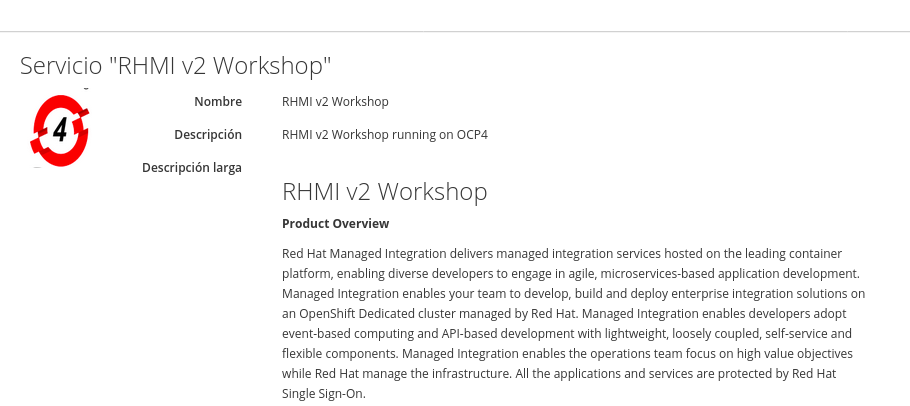 Servicio "RHMI v2 Workshop"
4
Nombre RHMI v2 Workshop
Descripción RHMI v2 Workshop running on OCP4
Descripción larga
RHMI v2 Workshop
Product Overview
Red Hat Managed Integration delivers managed integration services hosted on the leading container
platform, enabling diverse developers to engage in agile, microservices-based application development.
Managed Integration enables your team to develop, build and deploy enterprise integration solutions on
an OpenShift Dedicated cluster managed by Red Hat. Managed Integration enables developers adopt
event-based computing and API-based development with lightweight, loosely coupled, self-service and
flexible components. Managed Integration enables the operations team focus on high value objectives
while Red Hat manage the infrastructure. All the applications and services are protected by Red Hat
Single Sign-On.